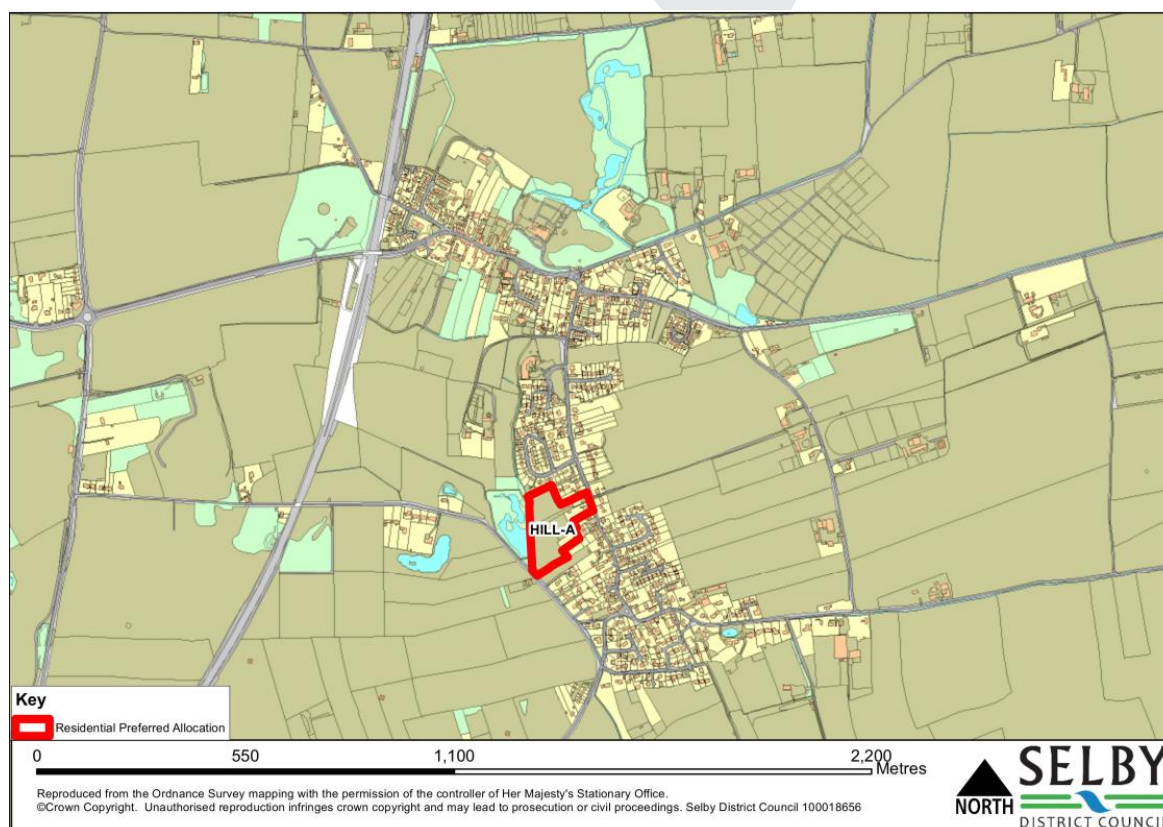 HILL-A
Key
Residential Preferred Allocation
0 550 1,100 2,200
Metres
Reproduced from the Ordnance Survey mapping with the permission of the controller of Her Majesty's Stationary Office.
©Crown Copyright. Unauthorised reproduction infringes crown copyright and may lead to prosecution or civil proceedings. Selby District Council 100018656
NORTH
SELBY
DISTRICT COUNCIL